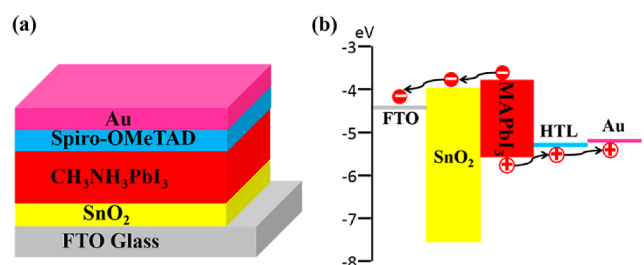 (a)
Au
Spiro-OMeTAD
CH₃NH₃PbI₃
SnO₂
FTO Glass
(b)
eV
-3
-4
-5
-6
-7
-8
FTO
SnO₂
MAPbI₃
HTL
Au